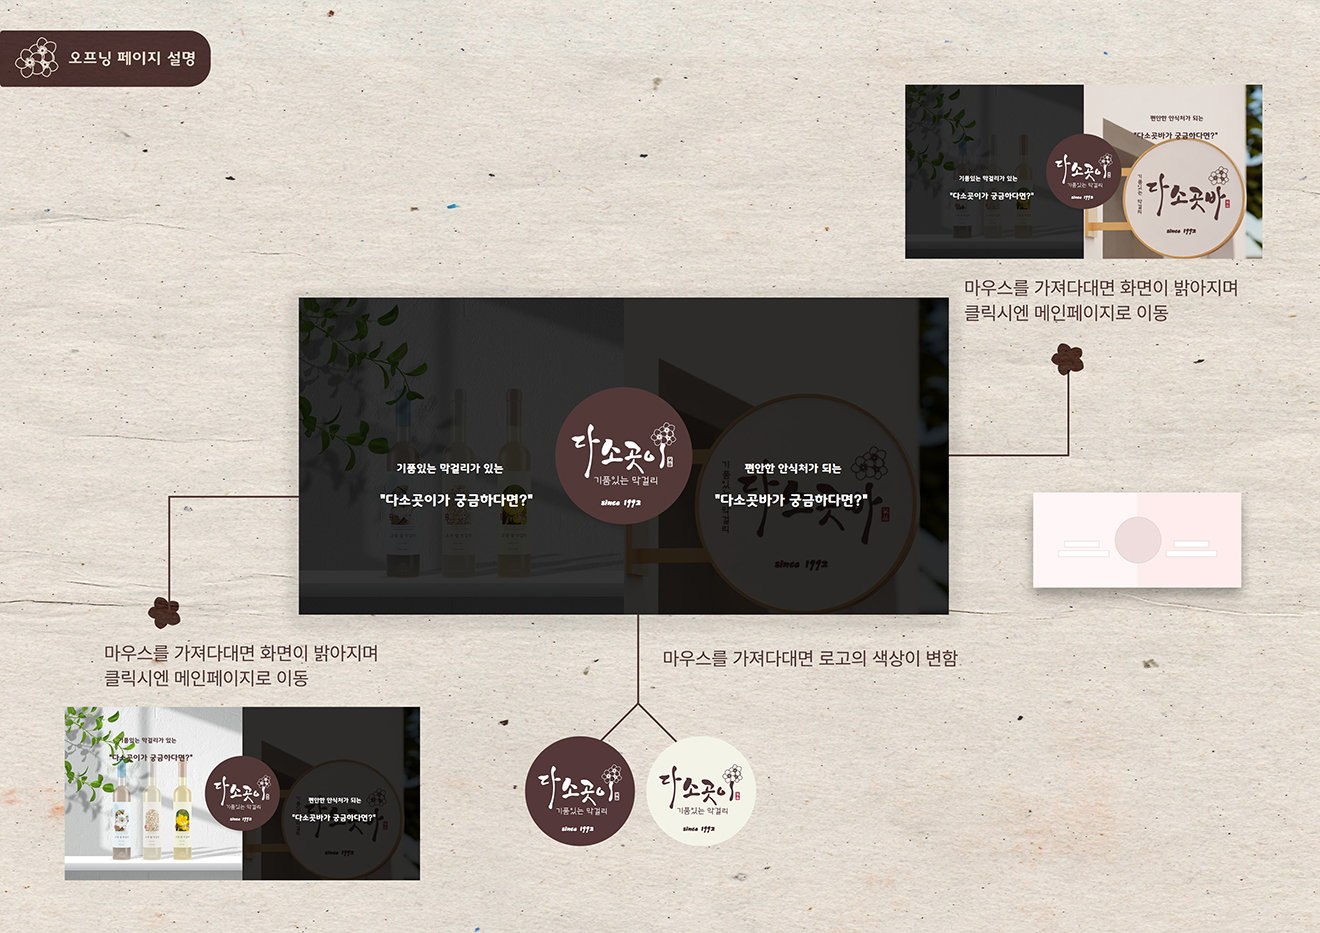 오프닝 페이지 설명
기품있는 막걸리가 있는
"다소곳이가 궁금하다면?"
다소곳이
기품있는 막걸리
since 1992
편안한 안식처가 되는
"다소곳바가 궁금하다면?"
기품있는 막걸리
다소곳바
since 1992
마우스를 가져다대면 화면이 밝아지며
클릭시엔 메인페이지로 이동
기품있는 막걸리가 있는
"다소곳이가 궁금하다면?"
다소곳이
기품있는 막걸리
since 1992
편안한 안식처가 되는
"다소곳바가 궁금하다면?"
다소곳바
since 1992
마우스를 가져다대면 화면이 밝아지며
클릭시엔 메인페이지로 이동
마우스를 가져다대면 로고의 색상이 변함
기품있는 막걸리가 있는
"다소곳이가 궁금하다면?"
다소곳이
기품있는 막걸리
since 1992
편안한 안식처가 되는
"다소곳바가 궁금하다면?"
다소곳이
기품있는 막걸리
since 1992
다소곳이
기품있는 막걸리
since 1992